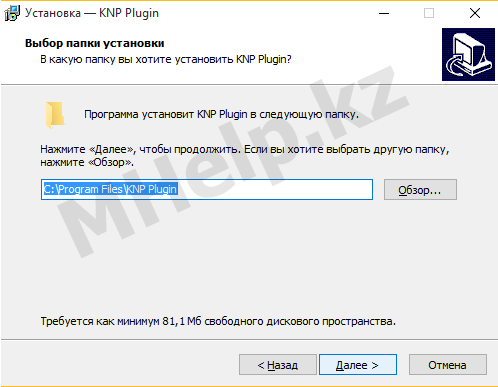 Установка — KNP Plugin
Выбор папки установки
В какую папку вы хотите установить KNP Plugin?
Программа установит KNP Plugin в следующую папку.
Нажмите «Далее», чтобы продолжить. Если вы хотите выбрать другую папку,
нажмите «Обзор».
C:\Program Files\KNP Plugin
Обзор...
MHelp.kz
Требуется как минимум 81,1 Мб свободного дискового пространства.
< Назад
Далее >
Отмена